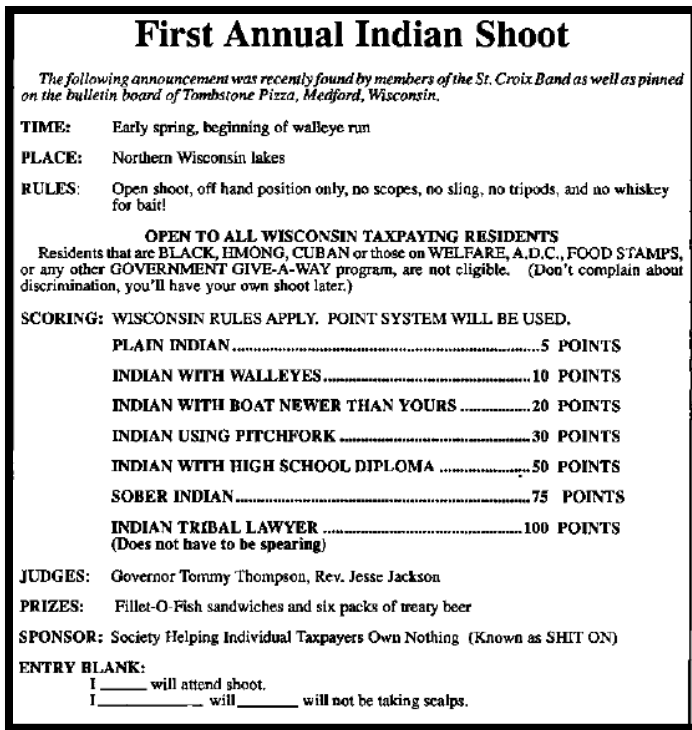 First Annual Indian Shoot
The following announcement was recently found by members of the St. Croix Band as well as pinned
on the bulletin board of Tombstone Pizza, Medford, Wisconsin.
TIME: Early spring, beginning of walleye run
PLACE: Northern Wisconsin lakes
RULES: Open shoot, off hand position only, no scopes, no sling, no tripods, and no whiskey
for bait!
OPEN TO ALL WISCONSIN TAXPAYING RESIDENTS
Residents that are BLACK, HMONG, CUBAN or those on WELFARE, A.D.C., FOOD STAMPS,
or any other GOVERNMENT GIVE-A-WAY program, are not eligible. (Don't complain about
discrimination, you'll have your own shoot later.)
SCORING: WISCONSIN RULES APPLY. POINT SYSTEM WILL BE USED.
PLAIN INDIAN....................5 POINTS
INDIAN WITH WALLEYES....................10 POINTS
INDIAN WITH BOAT NEWER THAN YOURS ....................20 POINTS
INDIAN USING PITCHFORK ....................30 POINTS
INDIAN WITH HIGH SCHOOL DIPLOMA ....................50 POINTS
SOBER INDIAN....................75 POINTS
INDIAN TRIBAL LAWYER ....................100 POINTS
(Does not have to be spearing)
JUDGES: Governor Tommy Thompson, Rev. Jesse Jackson
PRIZES: Fillet-O-Fish sandwiches and six packs of treaty beer
SPONSOR: Society Helping Individual Taxpayers Own Nothing (Known as SHIT ON)
ENTRY BLANK:
I ______ will attend shoot.
I____________ will_______ will not be taking scalps.